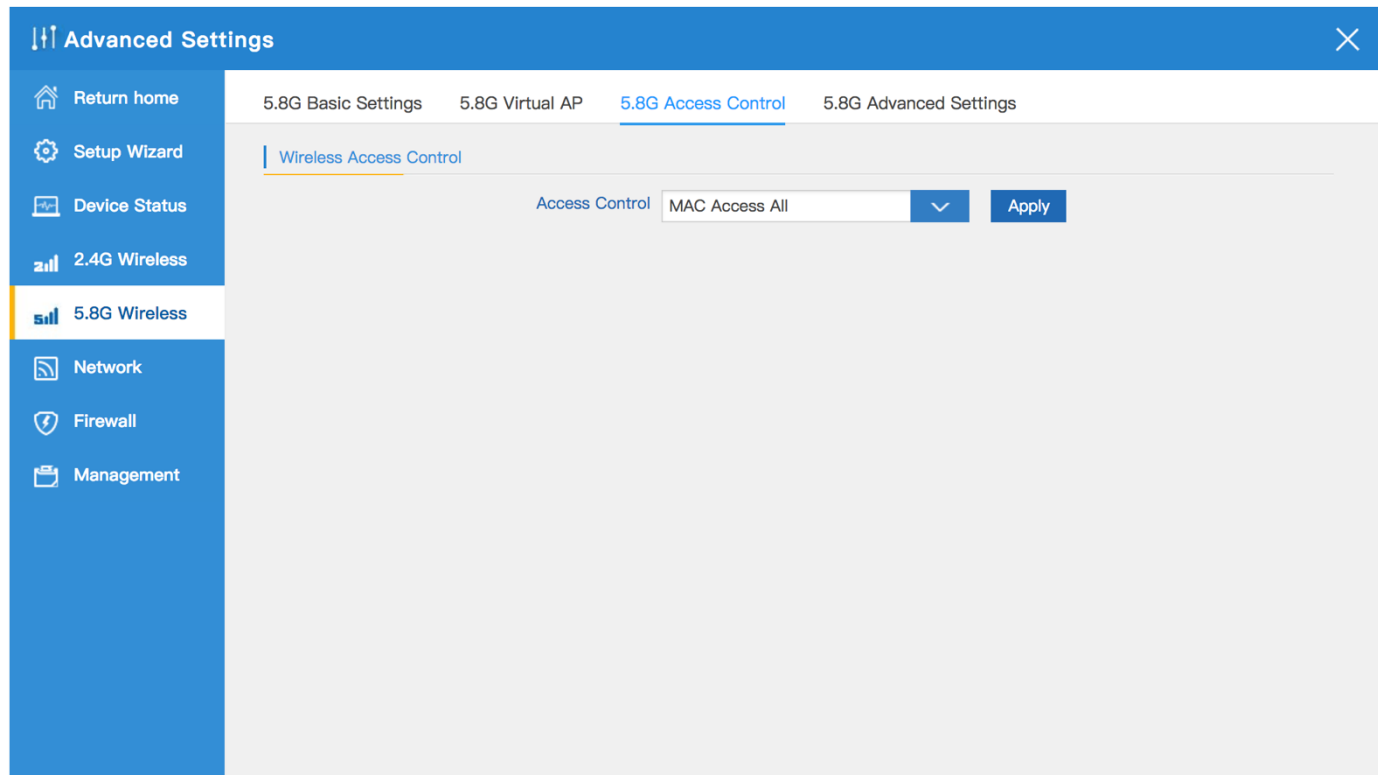 Advanced Settings
Return home
Setup Wizard
Device Status
2.4G Wireless
5.8G Wireless
Network
Firewall
Management
5.8G Basic Settings 5.8G Virtual AP 5.8G Access Control 5.8G Advanced Settings
Wireless Access Control
Access Control MAC Access All Apply